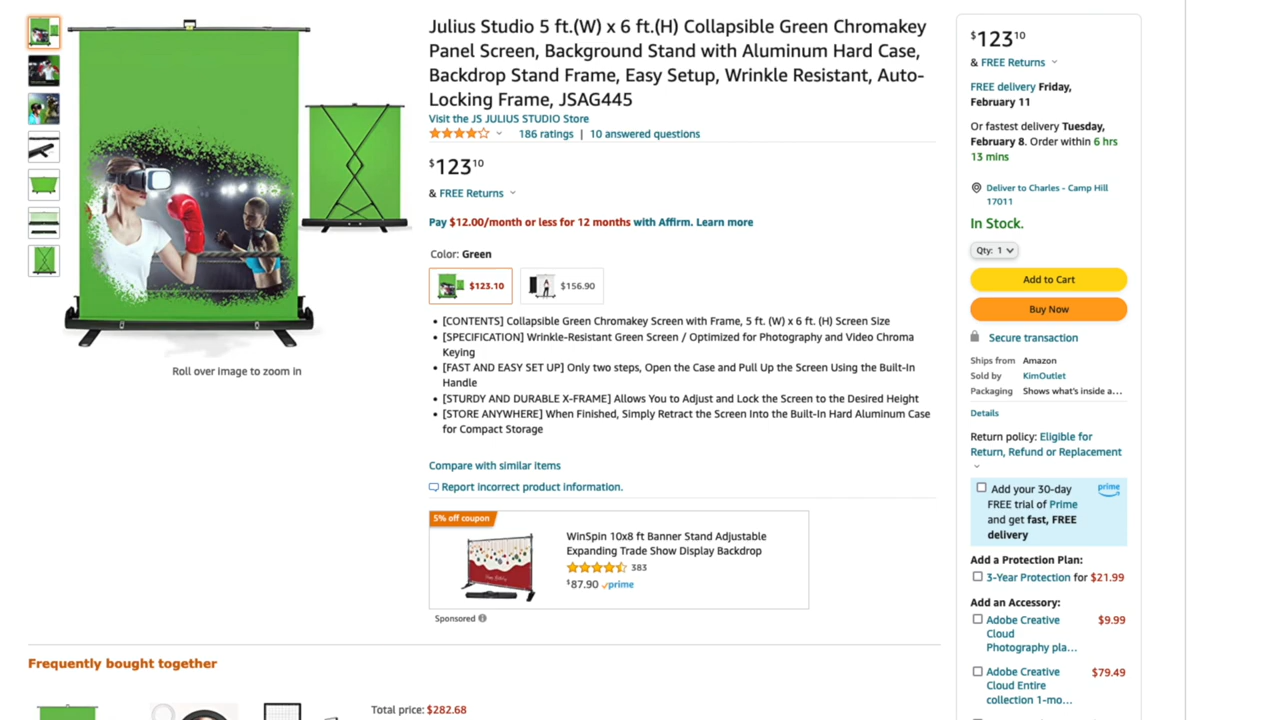 Julius Studio 5 ft.(W) x 6 ft.(H) Collapsible Green Chromakey
Panel Screen, Background Stand with Aluminum Hard Case,
Backdrop Stand Frame, Easy Setup, Wrinkle Resistant, Auto-
Locking Frame, JSAG445
Visit the JS JULIUS STUDIO Store
186 ratings | 10 answered questions
$123 10
& FREE Returns
Pay $12.00/month or less for 12 months with Affirm. Learn more
Color: Green
$123.10
$156.90
• [CONTENTS] Collapsible Green Chromakey Screen with Frame, 5 ft. (W) x 6 ft. (H) Screen Size
• [SPECIFICATION] Wrinkle-Resistant Green Screen / Optimized for Photography and Video Chroma
Keying
• [FAST AND EASY SET UP] Only two steps, Open the Case and Pull Up the Screen Using the Built-In
Handle
• [STURDY AND DURABLE X-FRAME] Allows You to Adjust and Lock the Screen to the Desired Height
• [STORE ANYWHERE] When Finished, Simply Retract the Screen Into the Built-In Hard Aluminum Case
for Compact Storage
Compare with similar items
Report incorrect product information.
5% off coupon
WinSpin 10x8 ft Banner Stand Adjustable
Expanding Trade Show Display Backdrop
383
$87.90 prime
Sponsored
Roll over image to zoom in
Frequently bought together
Total price: $282.68
$123 10
& FREE Returns
FREE delivery Friday,
February 11
Or fastest delivery Tuesday,
February 8. Order within 6 hrs
13 mins
Deliver to Charles - Camp Hill
17011
In Stock.
Qty: 1
Add to Cart
Buy Now
Secure transaction
Ships from Amazon
Sold by KimOutlet
Packaging Shows what's inside a...
Details
Return policy: Eligible for
Return, Refund or Replacement
Add your 30-day
FREE trial of Prime
and get fast, FREE
delivery
prime
Add a Protection Plan:
3-Year Protection for $21.99
Add an Accessory:
Adobe Creative $9.99
Cloud
Photography pla...
Adobe Creative $79.49
Cloud Entire
collection 1-mo...